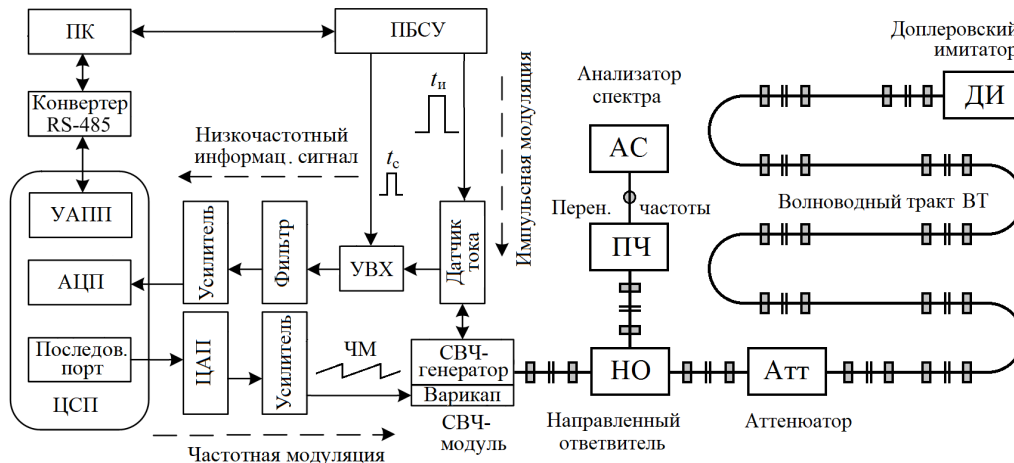 ПК
ПБСУ
Доплеровский
имитатор
Анализатор
спектра
ДИ
Конвертер
RS-485
tи
Импульсная модуляция
Низкочастотный
информац. сигнал
tс
АС
УАПП
Перен. частоты
Волноводный тракт ВТ
Усилитель
Фильтр
УВХ
Датчик
тока
ПЧ
АЦП
Последов.
порт
ЦАП
Усилитель
ЧМ
СВЧ-
генератор
Варикап
НО
Атт
ЦСП
СВЧ-
модуль
Направленный
ответвитель
Аттенюатор
Частотная модуляция